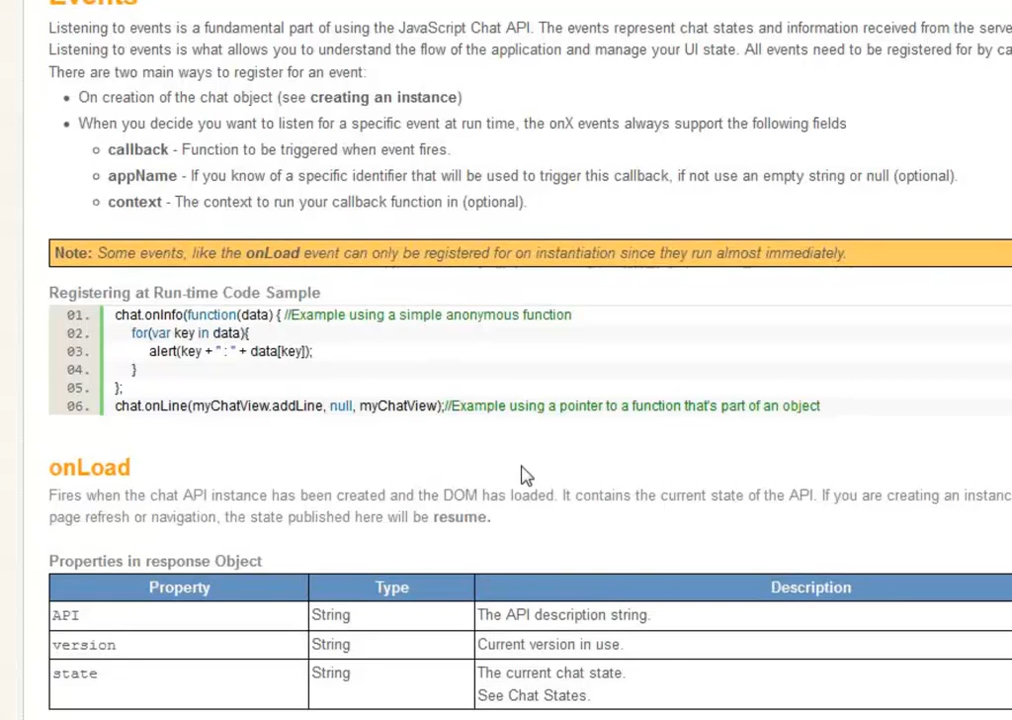 Events
Listening to events is a fundamental part of using the JavaScript Chat API. The events represent chat states and information received from the serve
Listening to events is what allows you to understand the flow of the application and manage your UI state. All events need to be registered for by ca
There are two main ways to register for an event:
• On creation of the chat object (see creating an instance)
• When you decide you want to listen for a specific event at run time, the onX events always support the following fields
callback - Function to be triggered when event fires.
appName - If you know of a specific identifier that will be used to trigger this callback, if not use an empty string or null (optional).
context - The context to run your callback function in (optional).
Note: Some events, like the onLoad event can only be registered for on instantiation since they run almost immediately.
Registering at Run-time Code Sample
01. chat.onInfo(function(data) { //Example using a simple anonymous function
02. for(var key in data){
03. alert(key + " : " + data[key]);
04. }
05. };
06. chat.onLine(myChatView.addLine, null, myChatView);//Example using a pointer to a function that's part of an object
onLoad
Fires when the chat API instance has been created and the DOM has loaded. It contains the current state of the API. If you are creating an instanc
page refresh or navigation, the state published here will be resume.
Properties in response Object
Property Type Description
API String The API description string.
version String Current version in use.
state String The current chat state.
See Chat States.